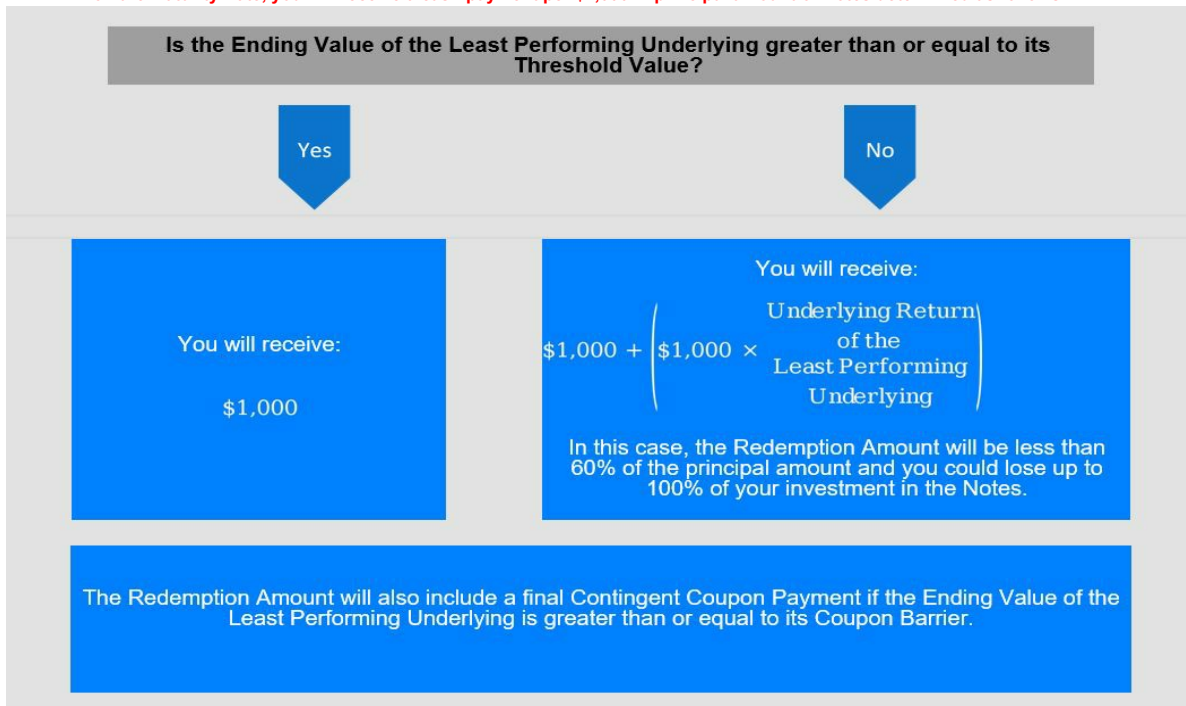 Is the Ending Value of the Least Performing Underlying greater than or equal to its
Threshold Value?
Yes
No
You will receive:
$1,000
You will receive:
$1,000 + ($1,000 × Underlying Return
of the
Least Performing
Underlying)
In this case, the Redemption Amount will be less than
60% of the principal amount and you could lose up to
100% of your investment in the Notes.
The Redemption Amount will also include a final Contingent Coupon Payment if the Ending Value of the
Least Performing Underlying is greater than or equal to its Coupon Barrier.